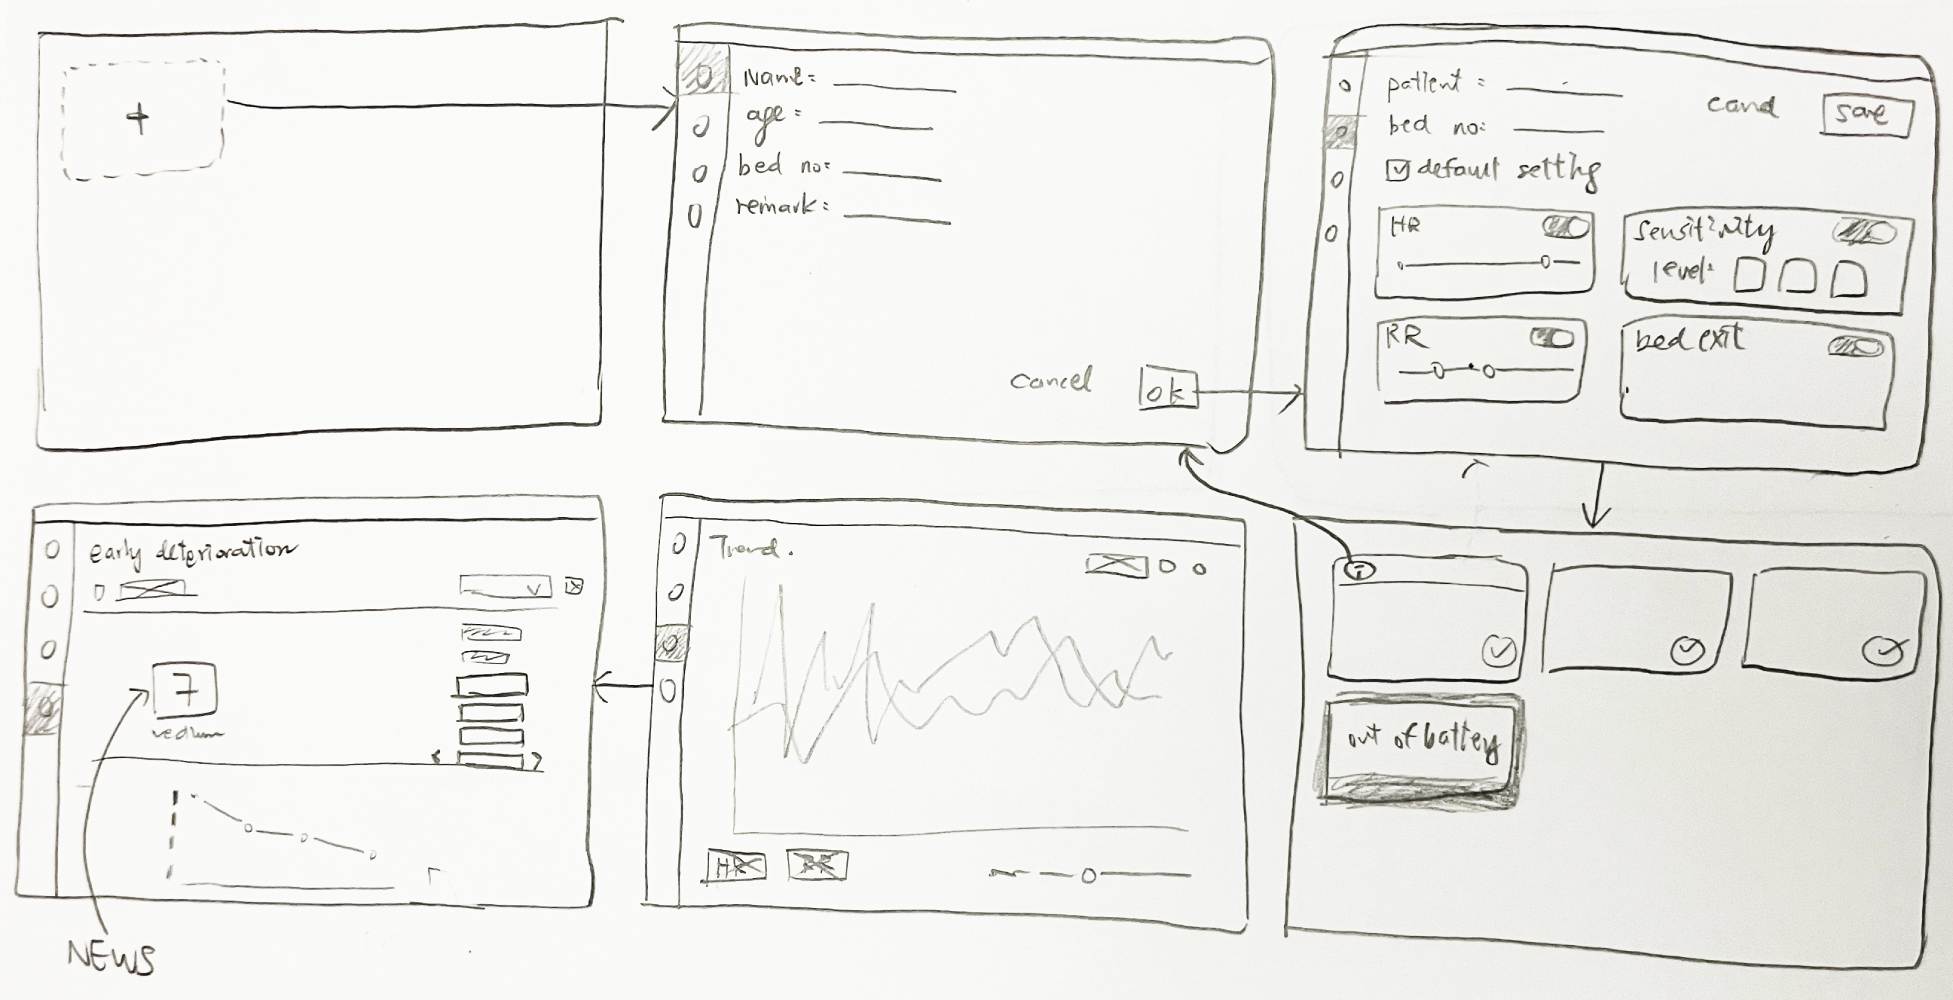 +
Name:
age:
bed no:
remark:
cancel
ok
patient :
bed no:
cancel
save
default setting
HR
sensitivity
level:
RR
bed exit
early deterioration
7
medium
NEWS
Trend.
HR
RR
i
out of battery